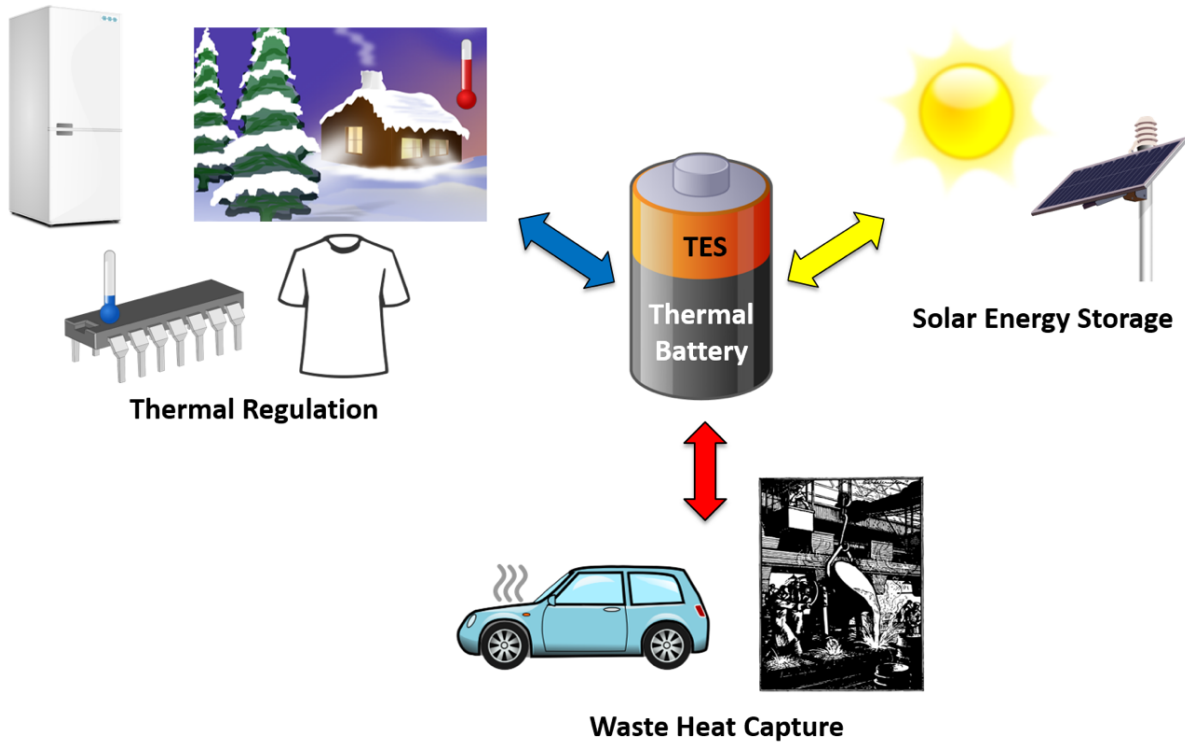 TES
Thermal
Battery
Solar Energy Storage
Thermal Regulation
Waste Heat Capture